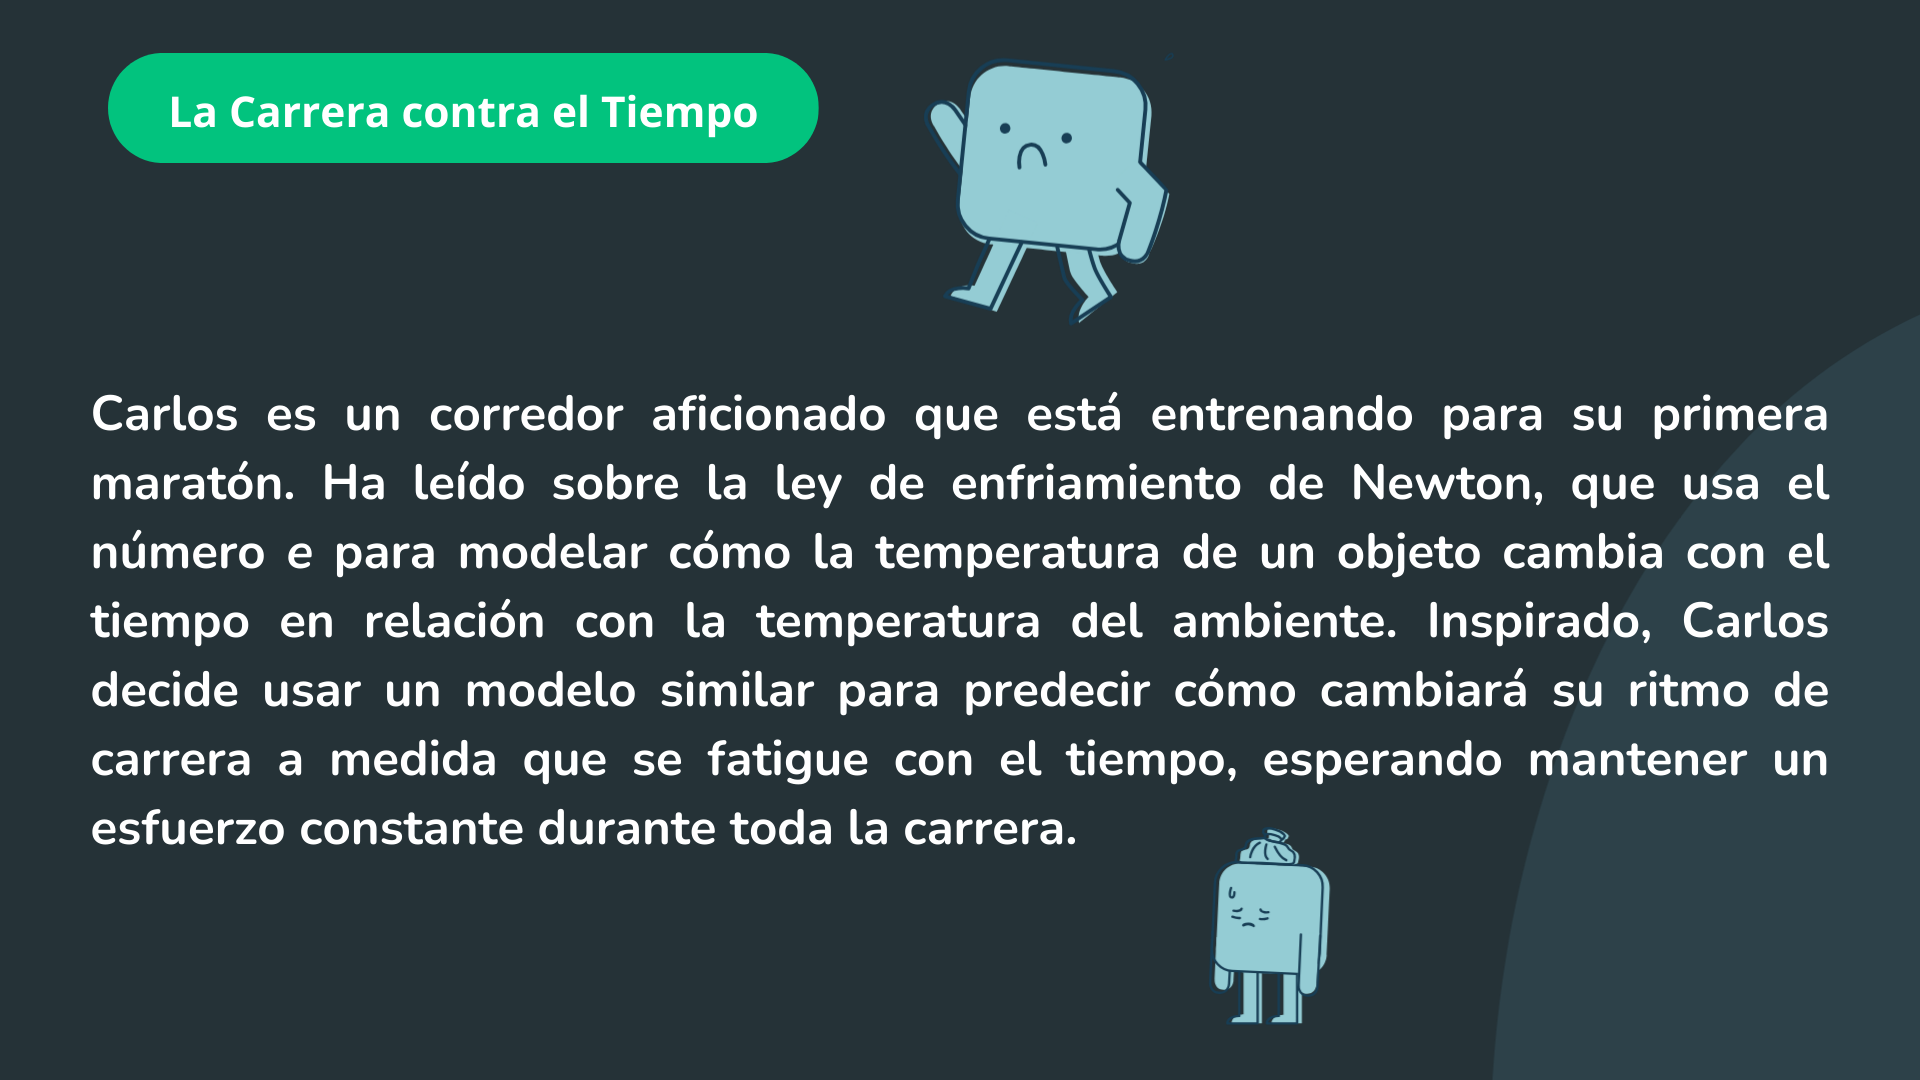 La Carrera contra el Tiempo
Carlos es un corredor aficionado que está entrenando para su primera
maratón. Ha leído sobre la ley de enfriamiento de Newton, que usa el
número e para modelar cómo la temperatura de un objeto cambia con el
tiempo en relación con la temperatura del ambiente. Inspirado, Carlos
decide usar un modelo similar para predecir cómo cambiará su ritmo de
carrera a medida que se fatigue con el tiempo, esperando mantener un
esfuerzo constante durante toda la carrera.